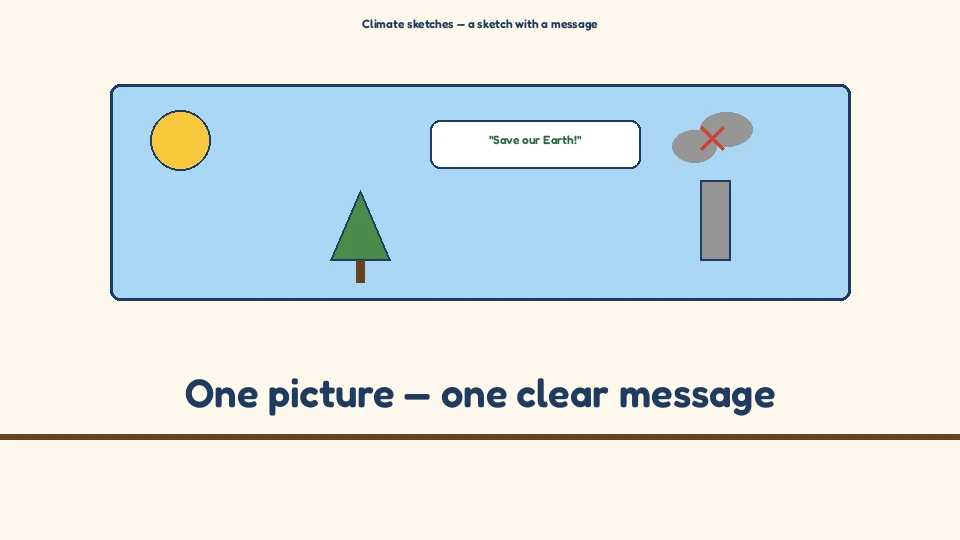 Climate sketches — a sketch with a message
"Save our Earth!"
One picture — one clear message